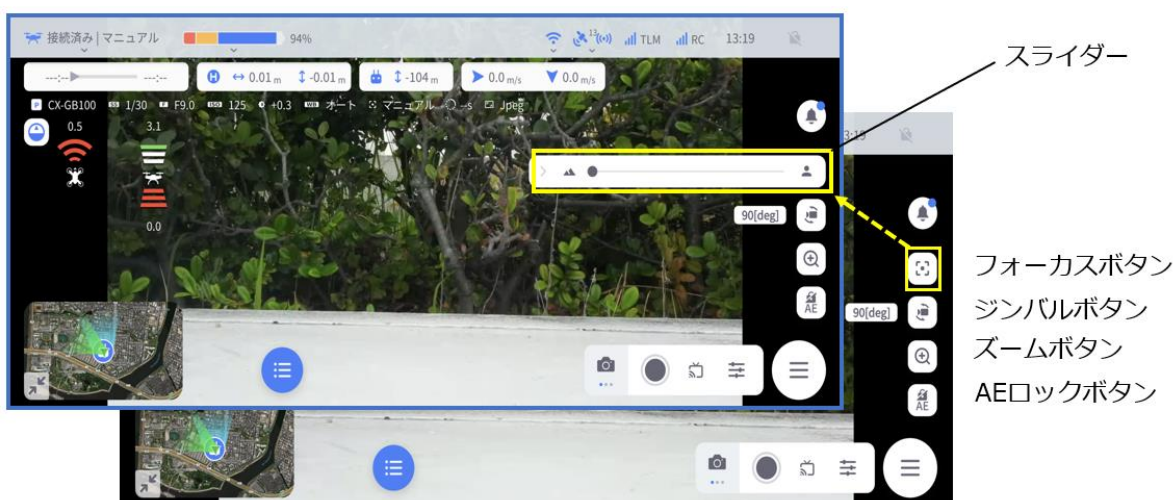 接続済み | マニュアル 94% 13 TLM RC 13:19
---:-- ---:-- H 0.01 m -0.01 m -104 m 0.0 m/s 0.0 m/s
P CX-GB100 SS 1/30 F F9.0 ISO 125 +0.3 WB オート マニュアル --s Jpeg
0.5 3.1
0.0
90[deg]
AE
スライダー
3:19
フォーカスボタン
90[deg]
ジンバルボタン
ズームボタン
AE
AEロックボタン